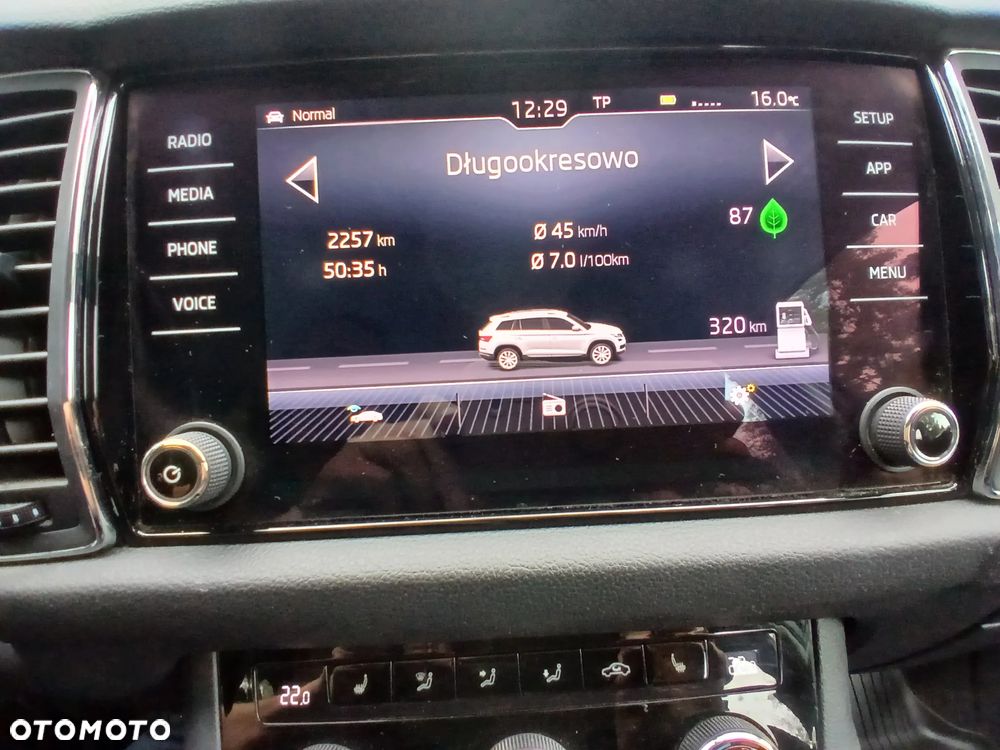 Normal
12:29
TP
16.0°C
RADIO
MEDIA
PHONE
VOICE
Długookresowo
2257 km
50:35 h
Ø 45 km/h
Ø 7.0 l/100km
87
320 km
SETUP
APP
CAR
MENU
22.0
OTOMOTO